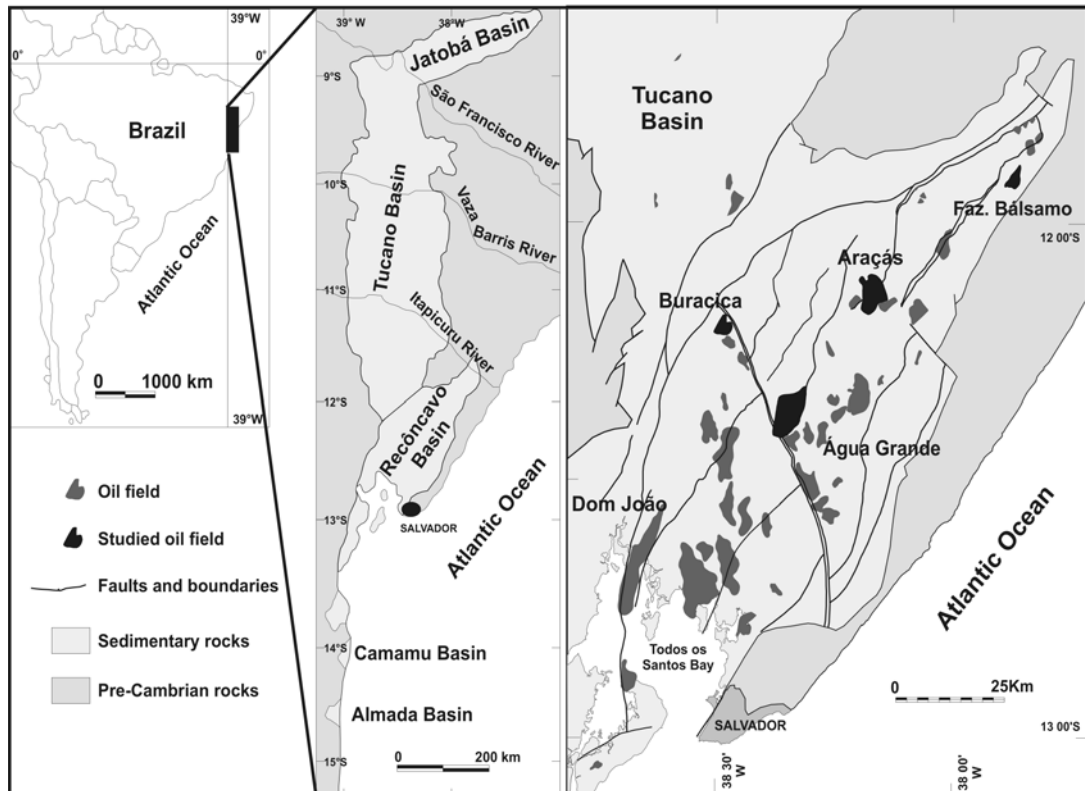 39°W
0°
0°
Brazil
Atlantic Ocean
0 1000 km
39°W
Oil field
Studied oil field
Faults and boundaries
Sedimentary rocks
Pre-Cambrian rocks
39° W
38° W
Jatobá Basin
9°S
São Francisco River
10°S
Vaza
Barris River
Tucano Basin
11°S
Itapicuru River
12°S
Recôncavo
Basin
13°S
SALVADOR
Atlantic Ocean
14°S
Camamu Basin
Almada Basin
0 200 km
15°S
Tucano
Basin
Faz. Bálsamo
12 00'S
Araçás
Buracica
Água Grande
Dom João
Atlantic Ocean
Todos os
Santos Bay
0 25Km
SALVADOR
13 00'S
38 30'
W
38 00'
W